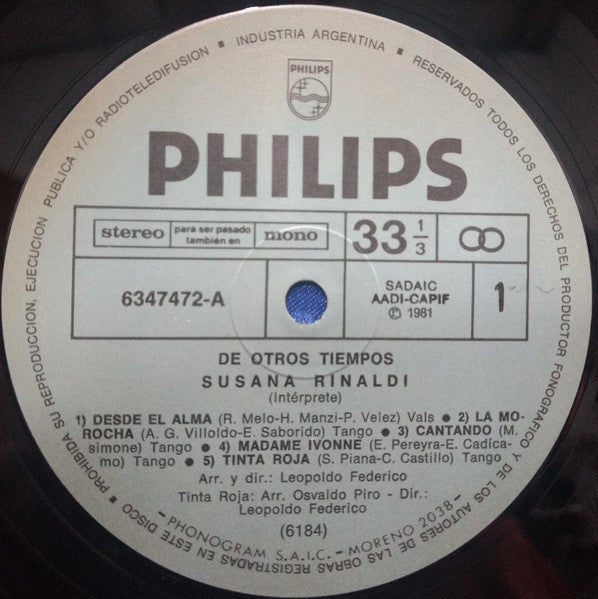 PHILIPS
PHILIPS
stereo para ser pasado también en mono
33 1/3
6347472-A
SADAIC
AADI-CAPIF
© 1981
1
DE OTROS TIEMPOS
SUSANA RINALDI
(Intérprete)
1) DESDE EL ALMA (R. Melo-H. Manzi-P. Velez) Vals ● 2) LA MO-
ROCHA (A. G. Villoldo-E. Saborido) Tango ● 3) CANTANDO (M.
simone) Tango ● 4) MADAME IVONNE (E. Pereyra-E. Cadíca-
mo) Tango ● 5) TINTA ROJA (S. Piana-C. Castillo) Tango
Arr. y dir.: Leopoldo Federico
Tinta Roja: Arr. Osvaldo Piro - Dir.:
Leopoldo Federico
(6184)
-PHONOGRAM S.A.I.C. - MORENO 2038-
■ INDUSTRIA ARGENTINA ■ RESERVADOS TODOS LOS DERECHOS DEL PRODUCTOR FONOGRAFICO Y DE LOS AUTORES DE LAS OBRAS REGISTRADAS EN ESTE DISCO ■ PROHIBIDA SU REPRODUCCION, EJECUCION PUBLICA Y/O RADIOTELEDIFUSION